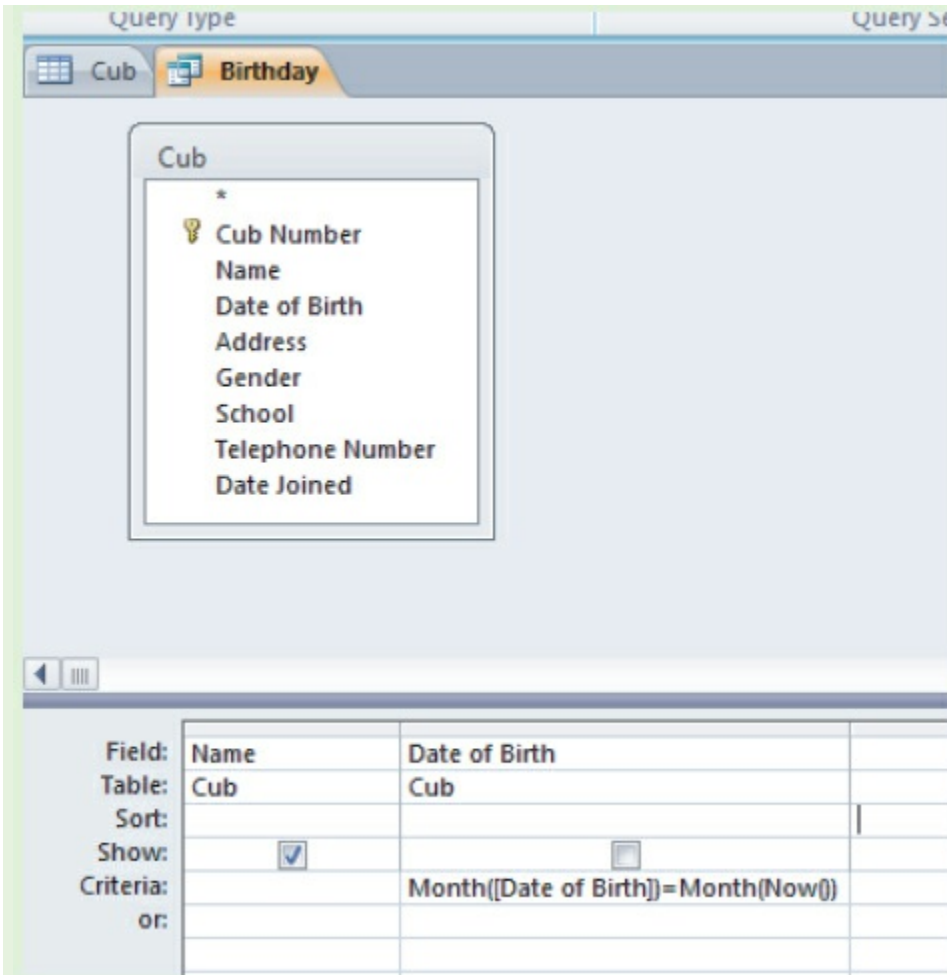 Query Type Query Se
Cub Birthday
Cub
*
Cub Number
Name
Date of Birth
Address
Gender
School
Telephone Number
Date Joined
Field: Name Date of Birth
Table: Cub Cub
Sort:
Show:
Criteria: Month([Date of Birth])=Month(Now())
or: